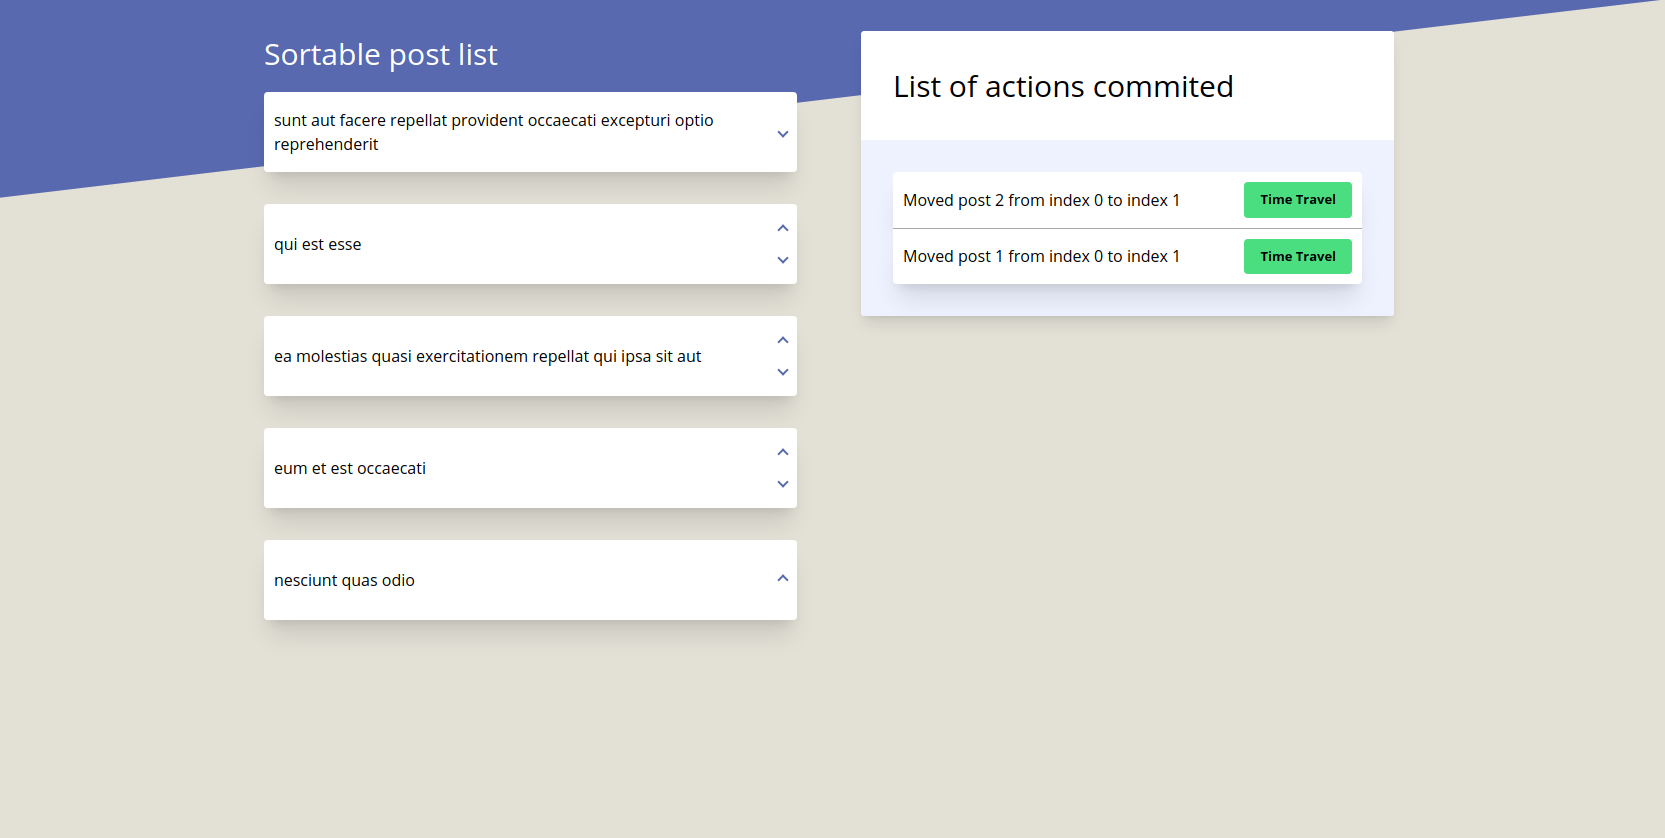 Sortable post list
sunt aut facere repellat provident occaecati excepturi optio
reprehenderit
qui est esse
ea molestias quasi exercitationem repellat qui ipsa sit aut
eum et est occaecati
nesciunt quas odio
List of actions commited
Moved post 2 from index 0 to index 1
Time Travel
Moved post 1 from index 0 to index 1
Time Travel